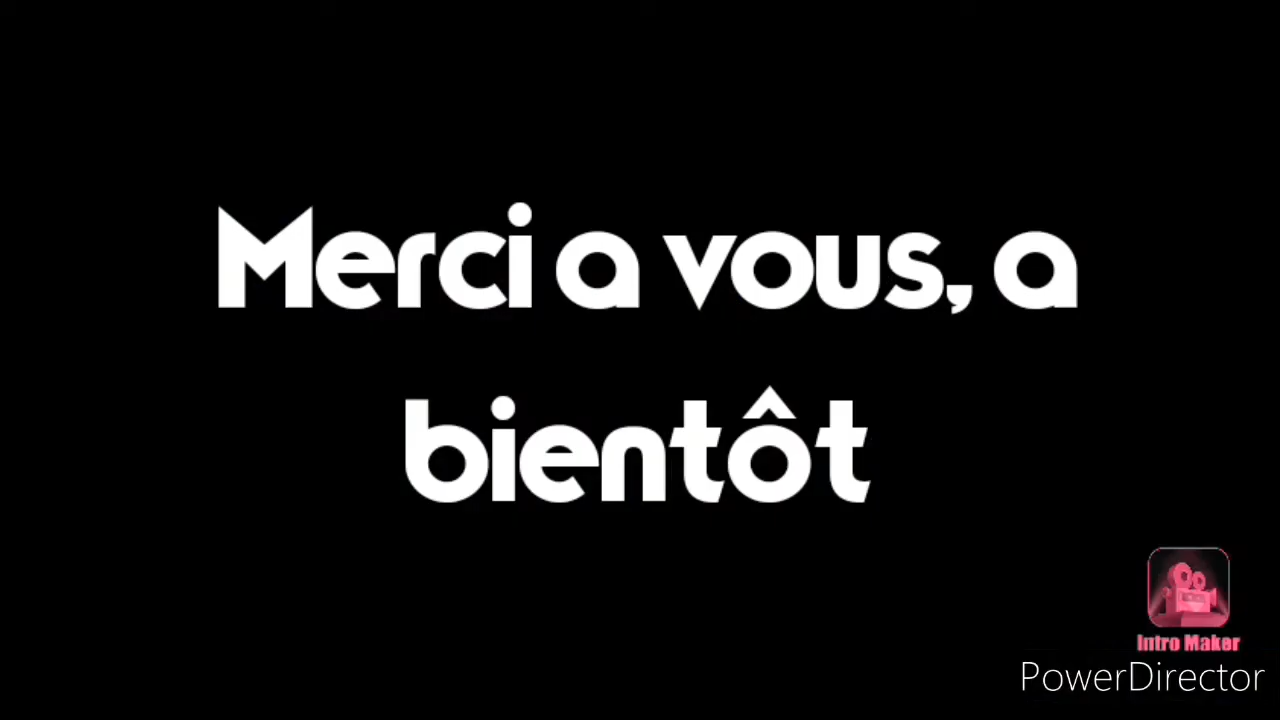 Merci a vous, a
bientôt
Intro Maker
PowerDirector